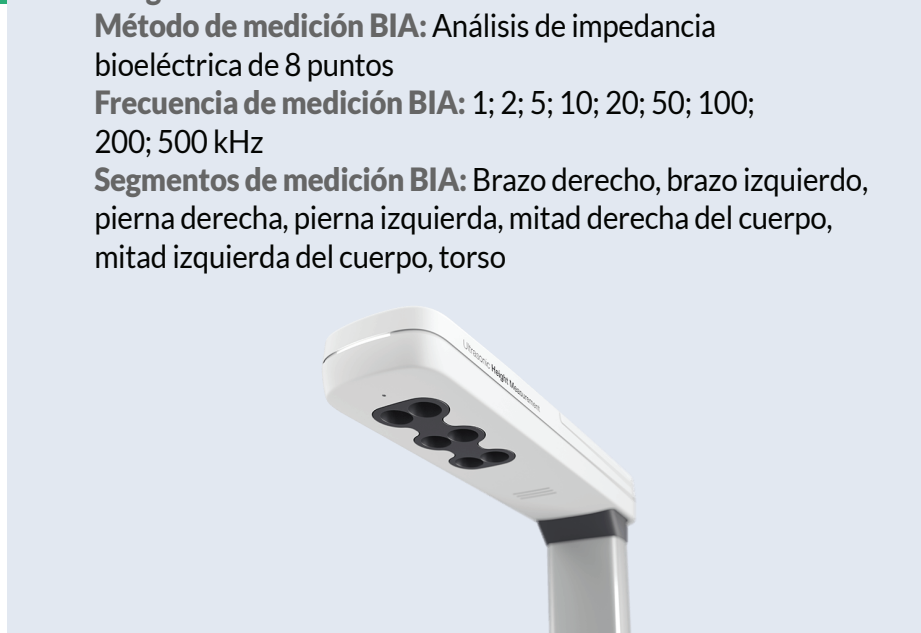 Método de medición BIA: Análisis de impedancia
bioeléctrica de 8 puntos
Frecuencia de medición BIA: 1; 2; 5; 10; 20; 50; 100;
200; 500 kHz
Segmentos de medición BIA: Brazo derecho, brazo izquierdo,
pierna derecha, pierna izquierda, mitad derecha del cuerpo,
mitad izquierda del cuerpo, torso
Ultrasonic Height Measurement